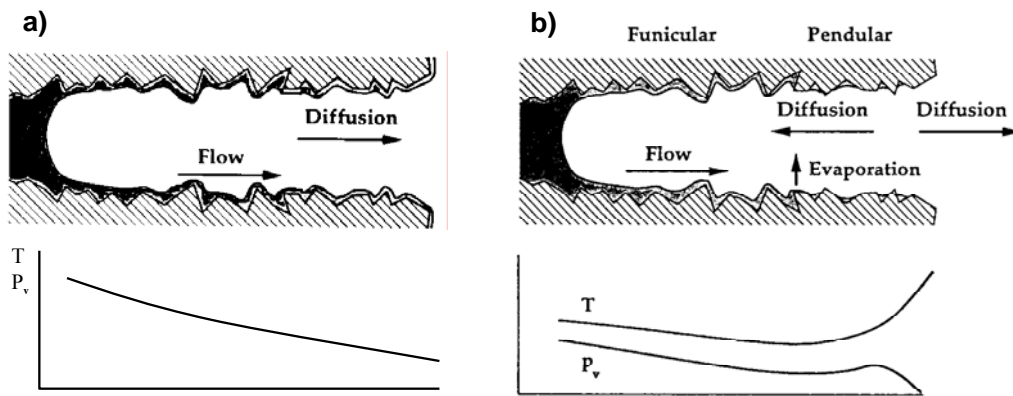 a)
Diffusion
Flow
T
Pv
b)
Funicular Pendular
Diffusion Diffusion
Flow
Evaporation
T
Pv